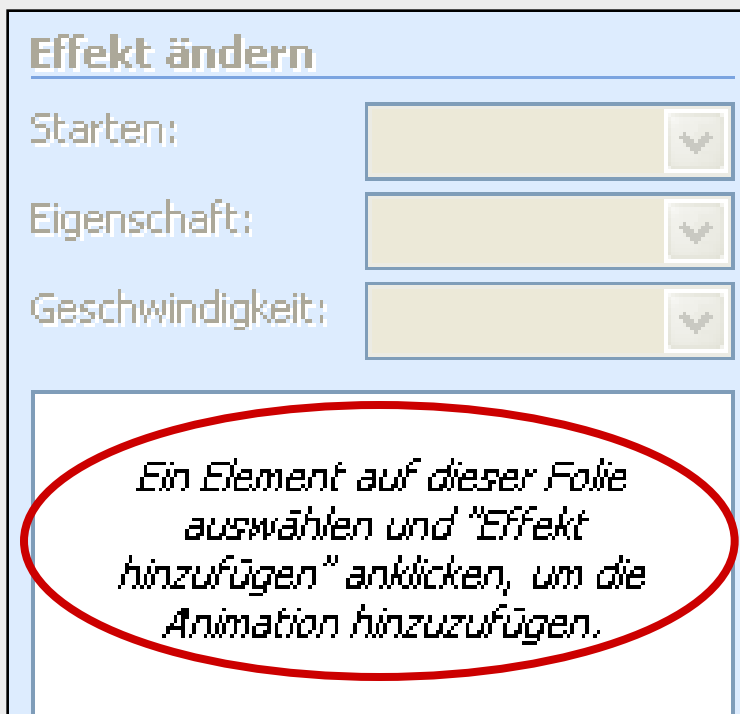 Effekt ändern
Starten:
Eigenschaft:
Geschwindigkeit:
Ein Element auf dieser Folie
auswählen und "Effekt
hinzufügen" anklicken, um die
Animation hinzuzufügen.